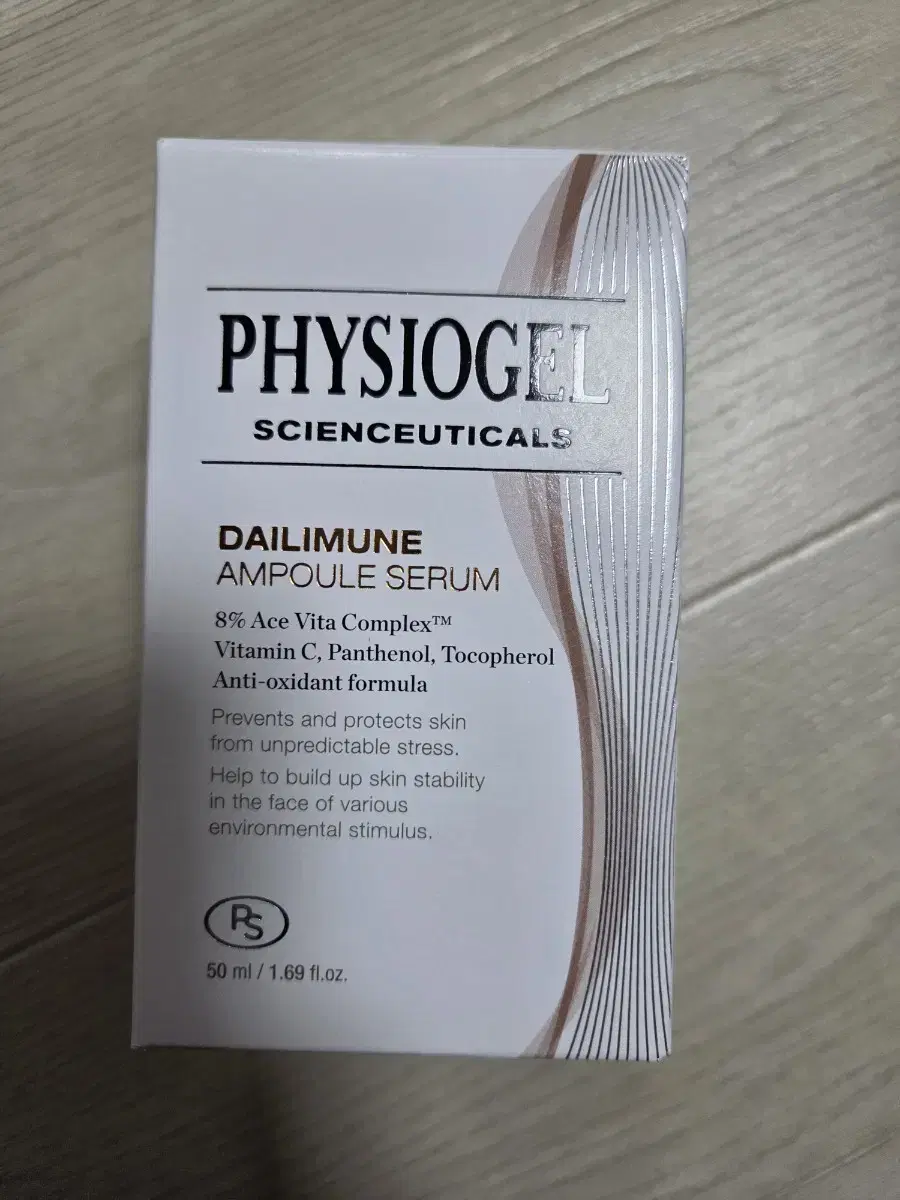 PHYSIOGEL
SCIENCEUTICALS
DAILIMUNE
AMPOULE SERUM
8% Ace Vita Complex™
Vitamin C, Panthenol, Tocopherol
Anti-oxidant formula
Prevents and protects skin
from unpredictable stress.
Help to build up skin stability
in the face of various
environmental stimulus.
PS
50 ml / 1.69 fl.oz.